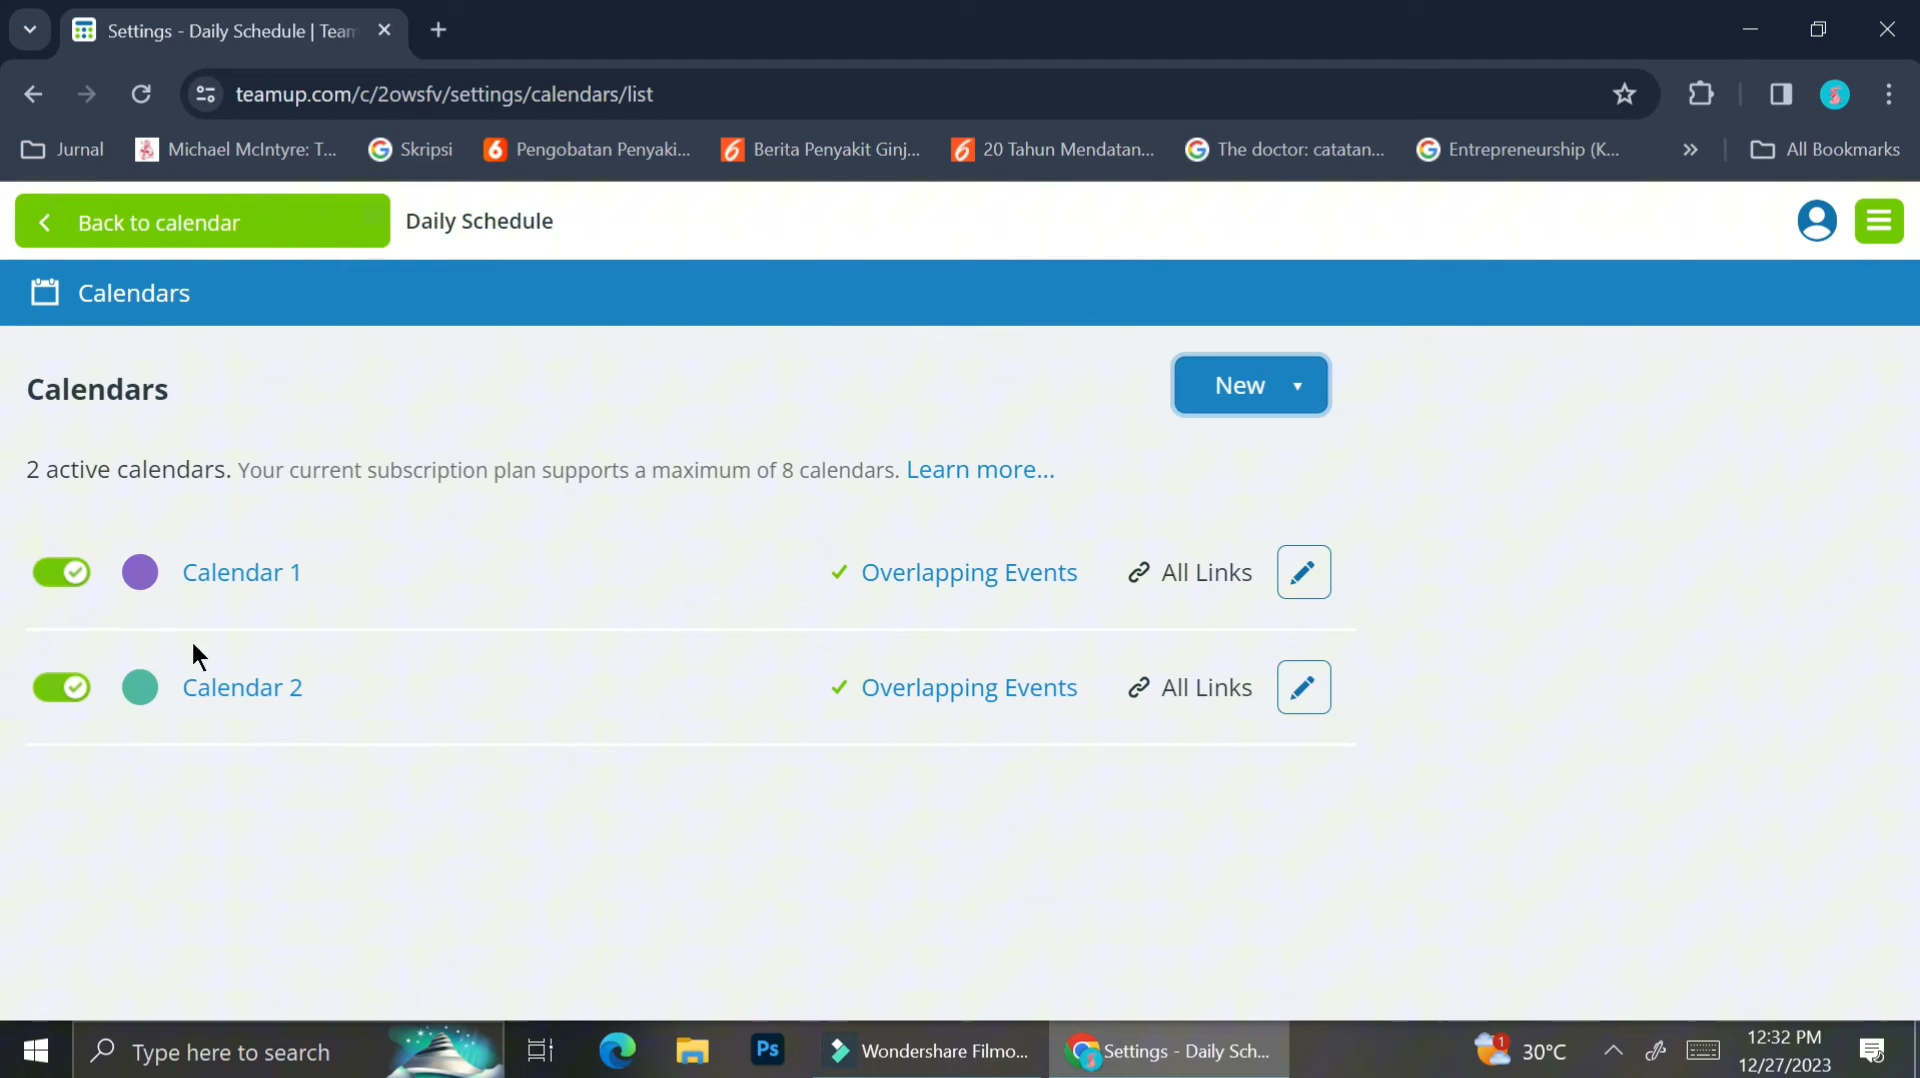 Settings - Daily Schedule | Team
teamup.com/c/2owsfv/settings/calendars/list
Jurnal Michael McIntyre: T... Skripsi Pengobatan Penyaki... Berita Penyakit Ginj... 20 Tahun Mendatan... The doctor: catatan... Entrepreneurship (K... » All Bookmarks
Back to calendar Daily Schedule
Calendars
Calendars New
2 active calendars. Your current subscription plan supports a maximum of 8 calendars. Learn more...
Calendar 1 Overlapping Events All Links
Calendar 2 Overlapping Events All Links
Type here to search Ps Wondershare Filmo... Settings - Daily Sch... 1 30°C 12:32 PM
12/27/2023